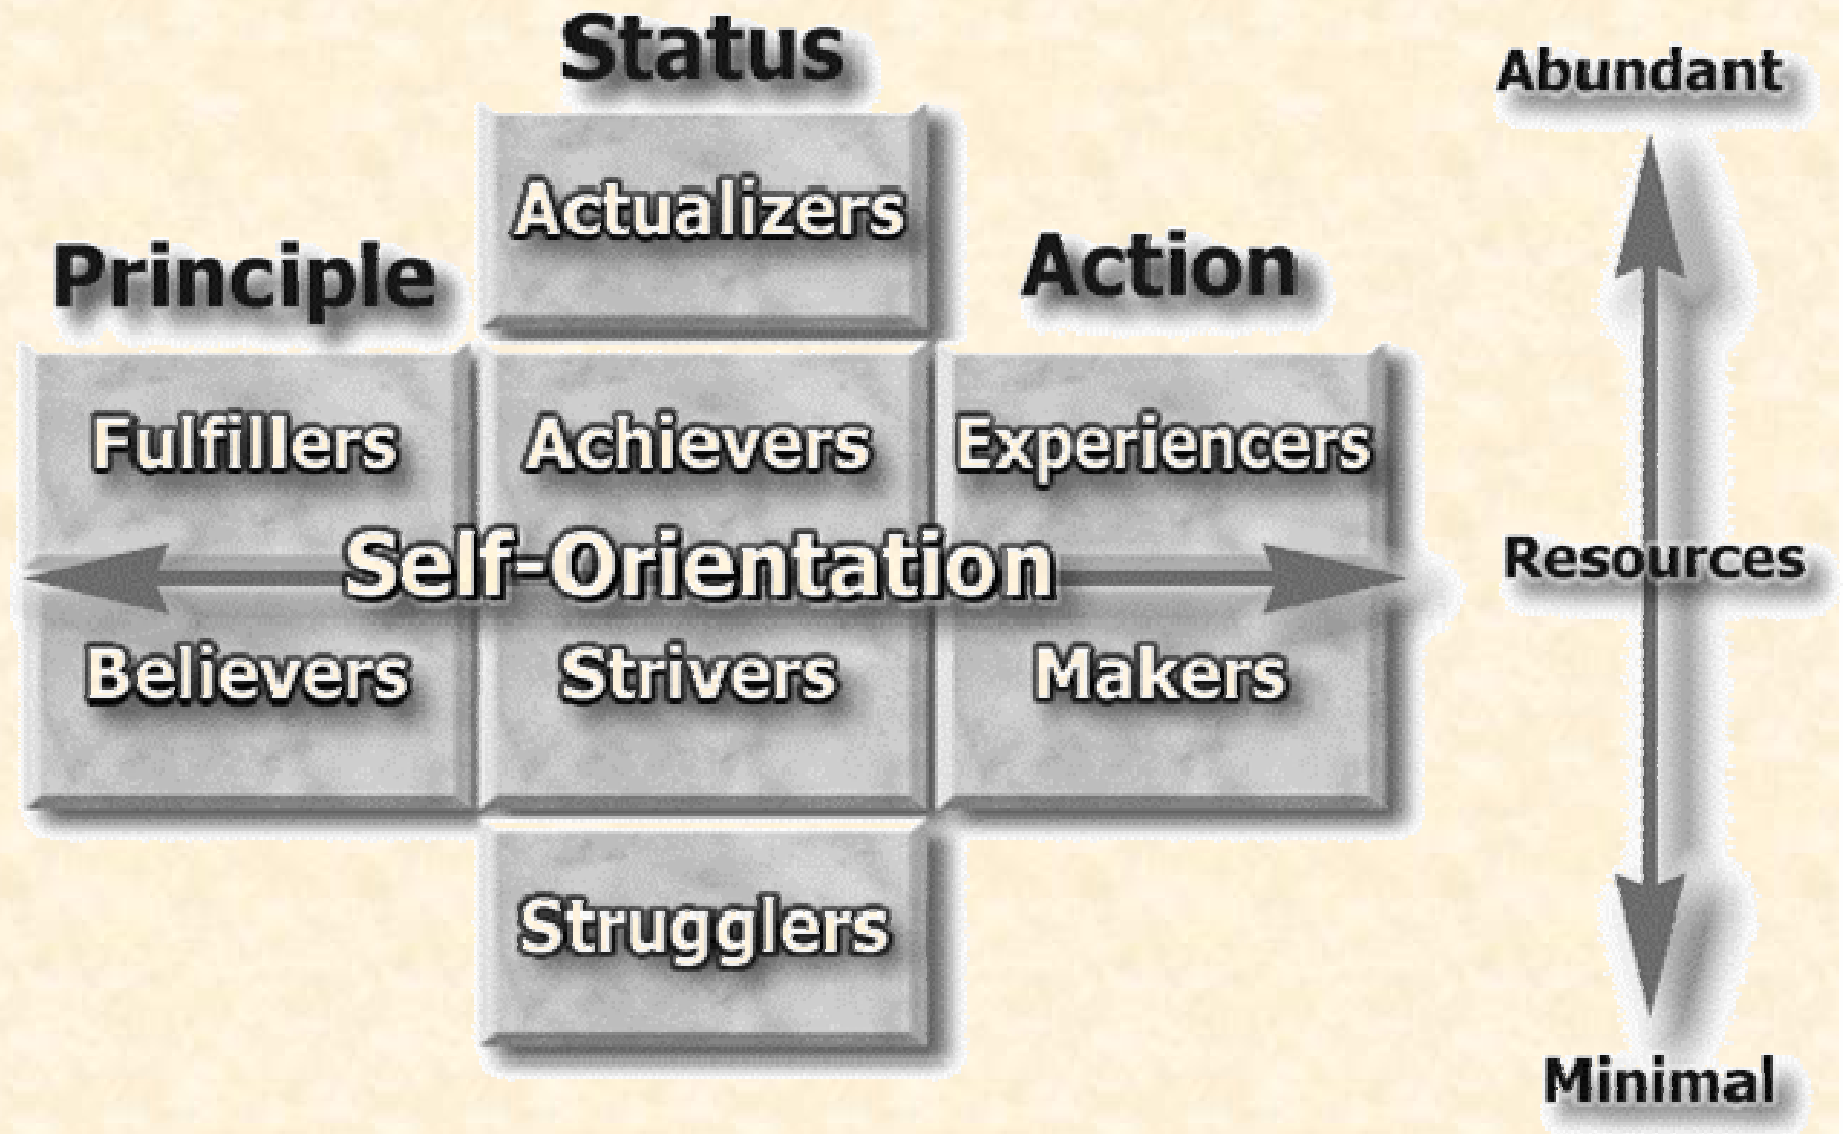 Status
Abundant
Actualizers
Principle
Action
Fulfillers
Achievers
Experiencers
Self-Orientation
Resources
Believers
Strivers
Makers
Strugglers
Minimal